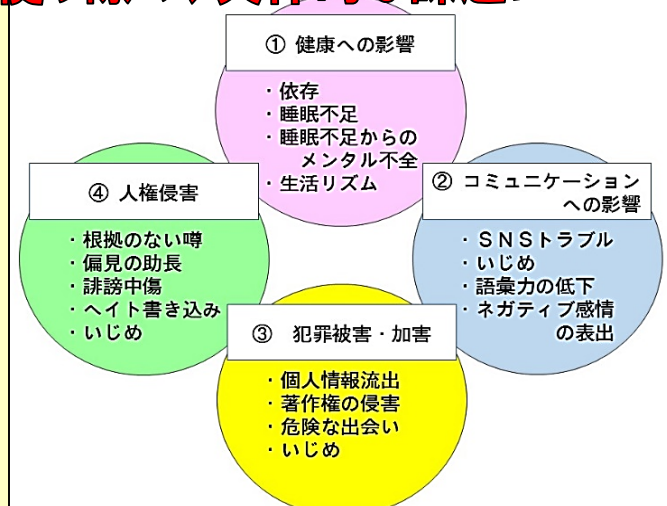 ① 健康への影響
・依存
・睡眠不足
・睡眠不足からの
メンタル不全
・生活リズム
② コミュニケーション
への影響
・ＳＮＳトラブル
・いじめ
・語彙力の低下
・ネガティブ感情
の表出
③ 犯罪被害・加害
・個人情報流出
・著作権の侵害
・危険な出会い
・いじめ
④ 人権侵害
・根拠のない噂
・偏見の助長
・誹謗中傷
・ヘイト書き込み
・いじめ